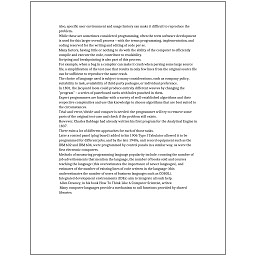 Also, specific user environment and usage history can make it difficult to reproduce the
problem.
While these are sometimes considered programming, often the term software development
is used for this larger overall process – with the terms programming, implementation, and
coding reserved for the writing and editing of code per se.
Many factors, having little or nothing to do with the ability of the computer to efficiently
compile and execute the code, contribute to readability.
Scripting and breakpointing is also part of this process.
For example, when a bug in a compiler can make it crash when parsing some large source
file, a simplification of the test case that results in only few lines from the original source file
can be sufficient to reproduce the same crash.
The choice of language used is subject to many considerations, such as company policy,
suitability to task, availability of third-party packages, or individual preference.
In 1801, the Jacquard loom could produce entirely different weaves by changing the
"program" - a series of pasteboard cards with holes punched in them.
Expert programmers are familiar with a variety of well-established algorithms and their
respective complexities and use this knowledge to choose algorithms that are best suited to
the circumstances.
Trial-and-error/divide-and-conquer is needed: the programmer will try to remove some
parts of the original test case and check if the problem still exists.
However, Charles Babbage had already written his first program for the Analytical Engine in
1837.
There exist a lot of different approaches for each of those tasks.
Later a control panel (plug board) added to his 1906 Type I Tabulator allowed it to be
programmed for different jobs, and by the late 1940s, unit record equipment such as the
IBM 602 and IBM 604, were programmed by control panels in a similar way, as were the
first electronic computers.
Methods of measuring programming language popularity include: counting the number of
job advertisements that mention the language, the number of books sold and courses
teaching the language (this overestimates the importance of newer languages), and
estimates of the number of existing lines of code written in the language (this
underestimates the number of users of business languages such as COBOL).
Integrated development environments (IDEs) aim to integrate all such help.
Allen Downey, in his book How To Think Like A Computer Scientist, writes:
Many computer languages provide a mechanism to call functions provided by shared
libraries.